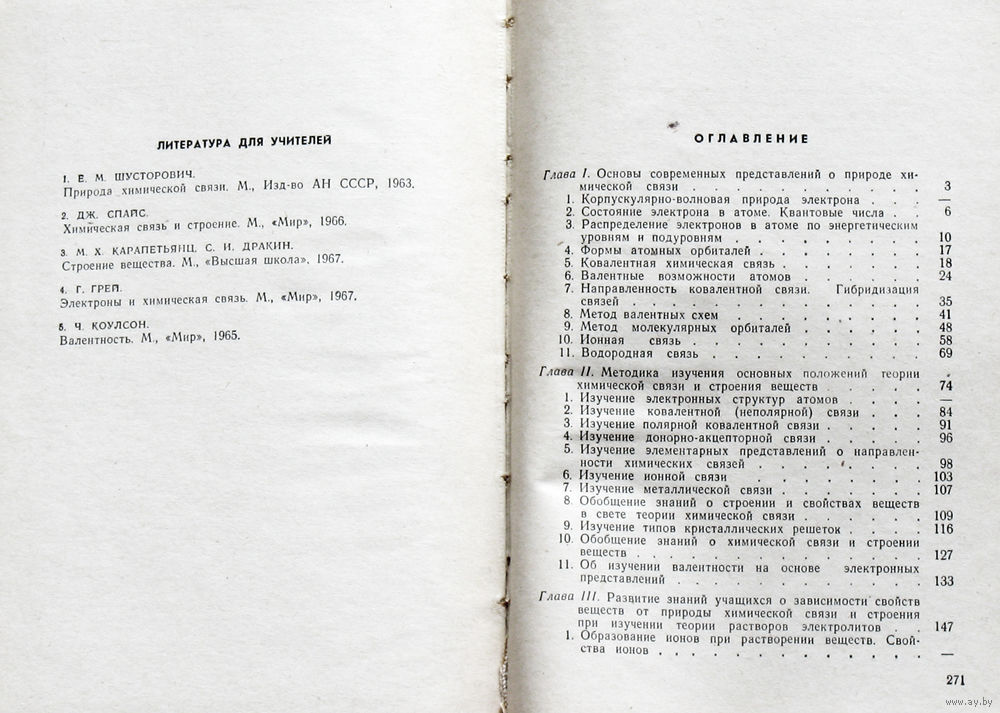 ЛИТЕРАТУРА ДЛЯ УЧИТЕЛЕЙ
1. Е. М. ШУСТОРОВИЧ.
Природа химической связи. М., Изд-во АН СССР, 1963.
2. ДЖ. СПАЙС.
Химическая связь и строение. М., «Мир», 1966.
3. М. Х. КАРАПЕТЬЯНЦ, С. И. ДРАКИН.
Строение вещества. М., «Высшая школа», 1967.
4. Г. ГРЕЙ.
Электроны и химическая связь. М., «Мир», 1967.
5. Ч. КОУЛСОН.
Валентность. М., «Мир», 1965.
ОГЛАВЛЕНИЕ
Глава I. Основы современных представлений о природе хи-
мической связи . . . . . . . . . . . 3
1. Корпускулярно-волновая природа электрона . . . —
2. Состояние электрона в атоме. Квантовые числа . . 6
3. Распределение электронов в атоме по энергетическим
уровням и подуровням . . . . . . . . 10
4. Формы атомных орбиталей . . . . . . . 17
5. Ковалентная химическая связь . . . . . . 18
6. Валентные возможности атомов . . . . . 24
7. Направленность ковалентной связи. Гибридизация
связей . . . . . . . . . . . . 35
8. Метод валентных схем . . . . . . . . 41
9. Метод молекулярных орбиталей . . . . . 48
10. Ионная связь . . . . . . . . . 58
11. Водородная связь . . . . . . . . . 69
Глава II. Методика изучения основных положений теории
химической связи и строения веществ . . . . 74
1. Изучение электронных структур атомов . . . . —
2. Изучение ковалентной (неполярной) связи . . . 84
3. Изучение полярной ковалентной связи . . . . . 91
4. Изучение донорно-акцепторной связи . . . . . 96
5. Изучение элементарных представлений о направлен-
ности химических связей . . . . . . . 98
6. Изучение ионной связи . . . . . . . 103
7. Изучение металлической связи . . . . . . 107
8. Обобщение знаний о строении и свойствах веществ
в свете теории химической связи . . . . . . 109
9. Изучение типов кристаллических решеток . . . . 116
10. Обобщение знаний о химической связи и строении
веществ . . . . . . . . . . . . 127
11. Об изучении валентности на основе электронных
представлений . . . . . . . . . . 133
Глава III. Развитие знаний учащихся о зависимости свойств
веществ от природы химической связи и строения
при изучении теории растворов электролитов . . 147
1. Образование ионов при растворении веществ. Свой-
ства ионов . . . . . . . . . . . —
271
www.ay.by